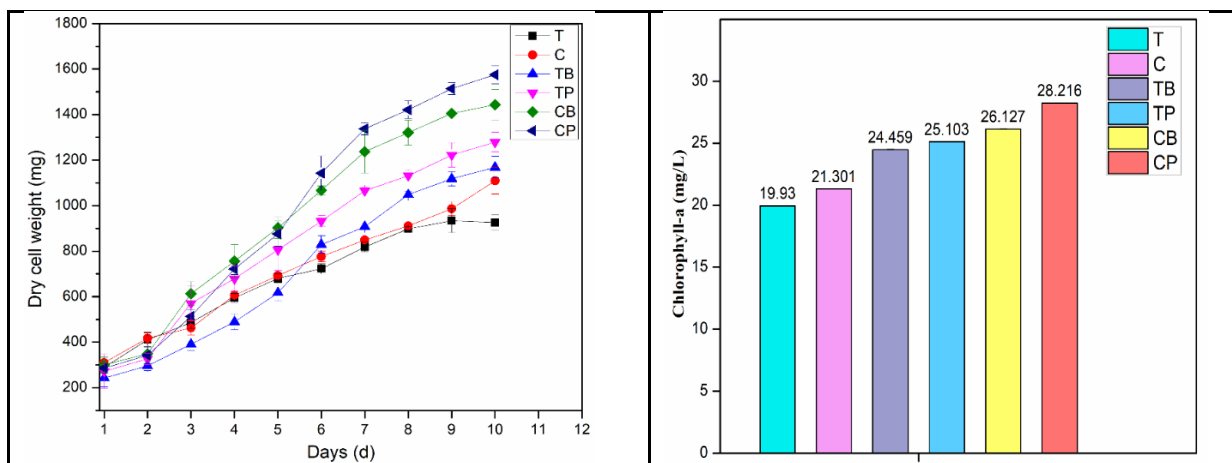 1800
1600
1400
1200
1000
800
600
400
200
Dry cell weight (mg)
T
C
TB
TP
CB
CP
1 2 3 4 5 6 7 8 9 10 11 12
Days (d)
30
25
20
15
10
5
0
Chlorophyll-a (mg/L)
19.93
21.301
24.459
25.103
26.127
28.216
T
C
TB
TP
CB
CP